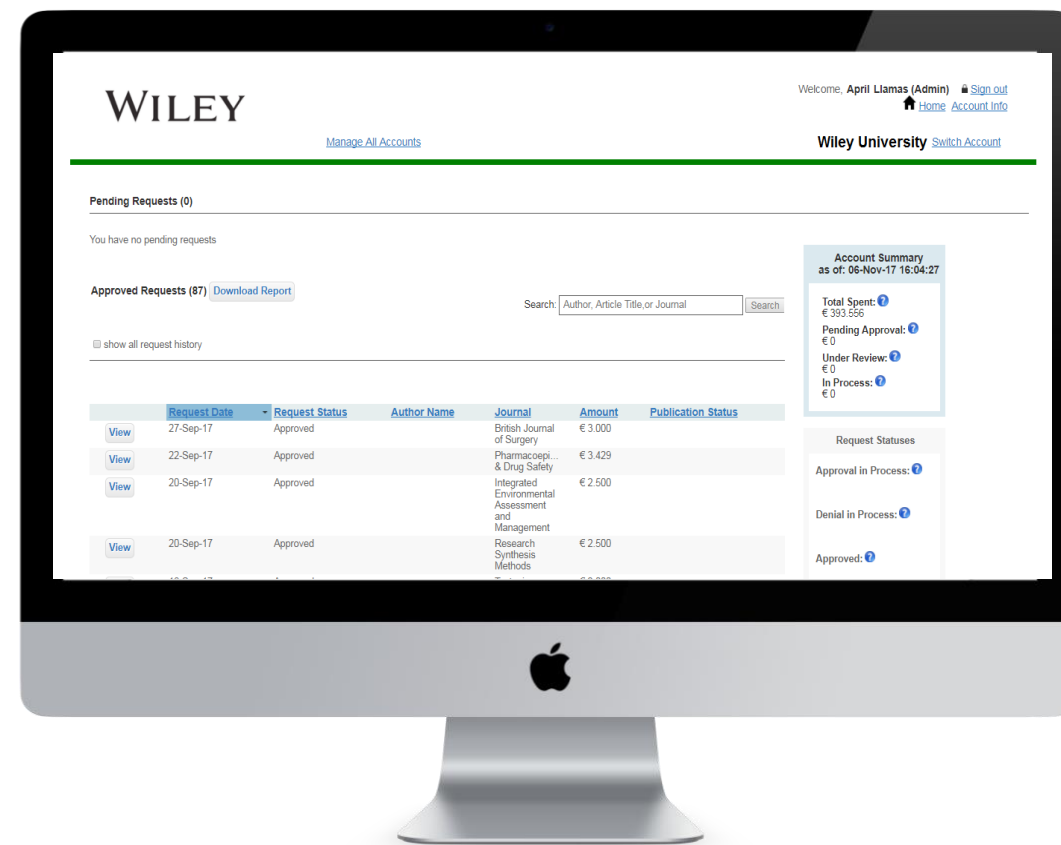 WILEY
Welcome, April Llamas (Admin) Sign out
Home Account Info
Manage All Accounts
Wiley University Switch Account
Pending Requests (0)
You have no pending requests
Approved Requests (87) Download Report
Search: Author, Article Title,or Journal Search
show all request history
Request Date Request Status Author Name Journal Amount Publication Status
View 27-Sep-17 Approved British Journal € 3.000
of Surgery
View 22-Sep-17 Approved Pharmacoepi... € 3.429
& Drug Safety
View 20-Sep-17 Approved Integrated € 2.500
Environmental
Assessment
and
Management
View 20-Sep-17 Approved Research € 2.500
Synthesis
Methods
Account Summary
as of: 06-Nov-17 16:04:27
Total Spent: ?
€ 393.556
Pending Approval: ?
€ 0
Under Review: ?
€ 0
In Process: ?
€ 0
Request Statuses
Approval in Process: ?
Denial in Process: ?
Approved: ?